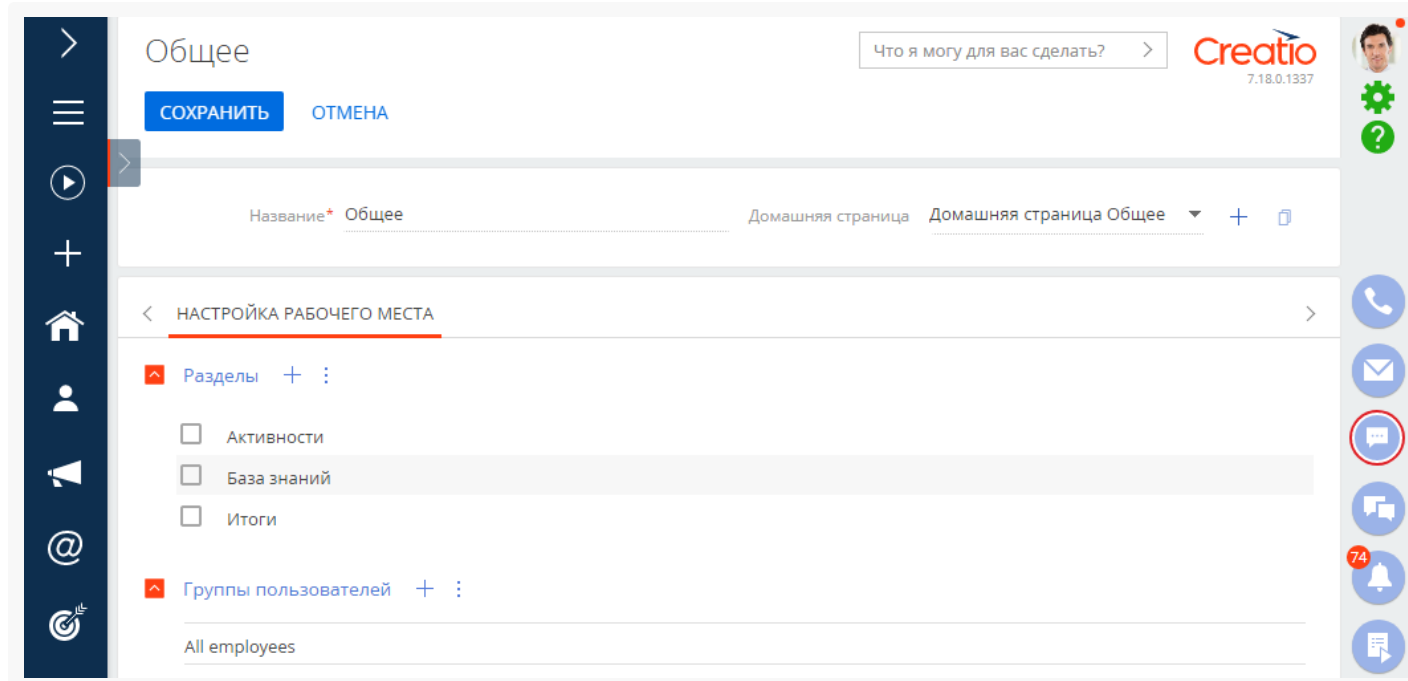 Общее
Что я могу для вас сделать?
Creatio
7.18.0.1337
СОХРАНИТЬ ОТМЕНА
Название* Общее Домашняя страница Домашняя страница Общее
НАСТРОЙКА РАБОЧЕГО МЕСТА
Разделы
Активности
База знаний
Итоги
74
Группы пользователей
All employees